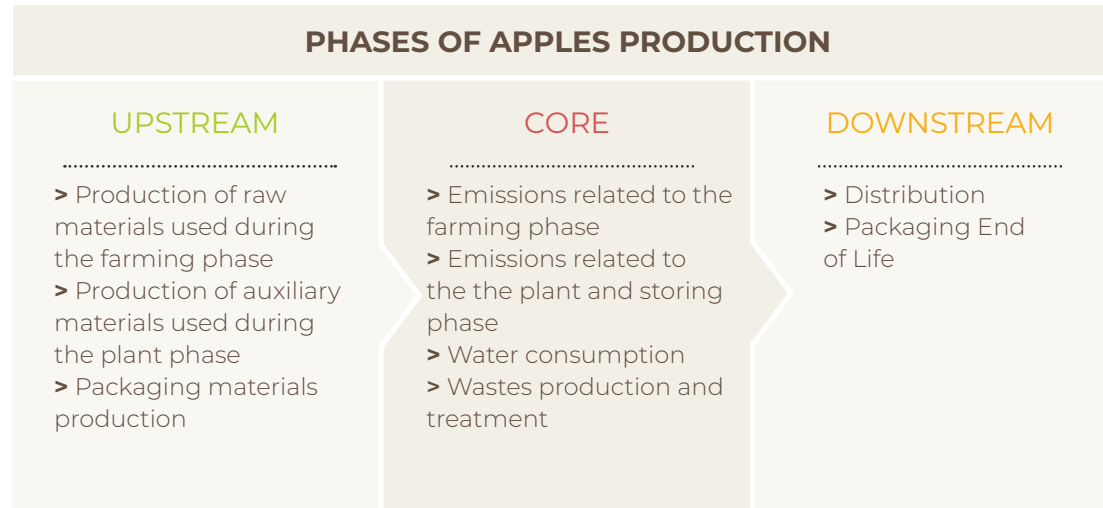 PHASES OF APPLES PRODUCTION
UPSTREAM
> Production of raw
materials used during
the farming phase
> Production of auxiliary
materials used during
the plant phase
> Packaging materials
production
CORE
> Emissions related to the
farming phase
> Emissions related to
the the plant and storing
phase
> Water consumption
> Wastes production and
treatment
DOWNSTREAM
> Distribution
> Packaging End
of Life